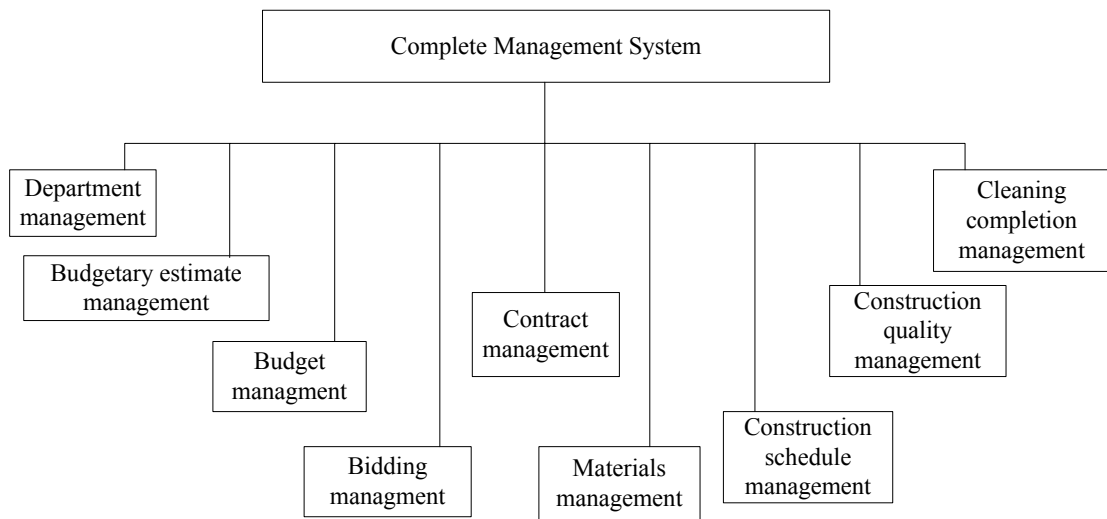 Complete Management System
Department
management
Budgetary estimate
management
Budget
managment
Bidding
managment
Contract
management
Materials
management
Construction
schedule
management
Construction
quality
management
Cleaning
completion
management